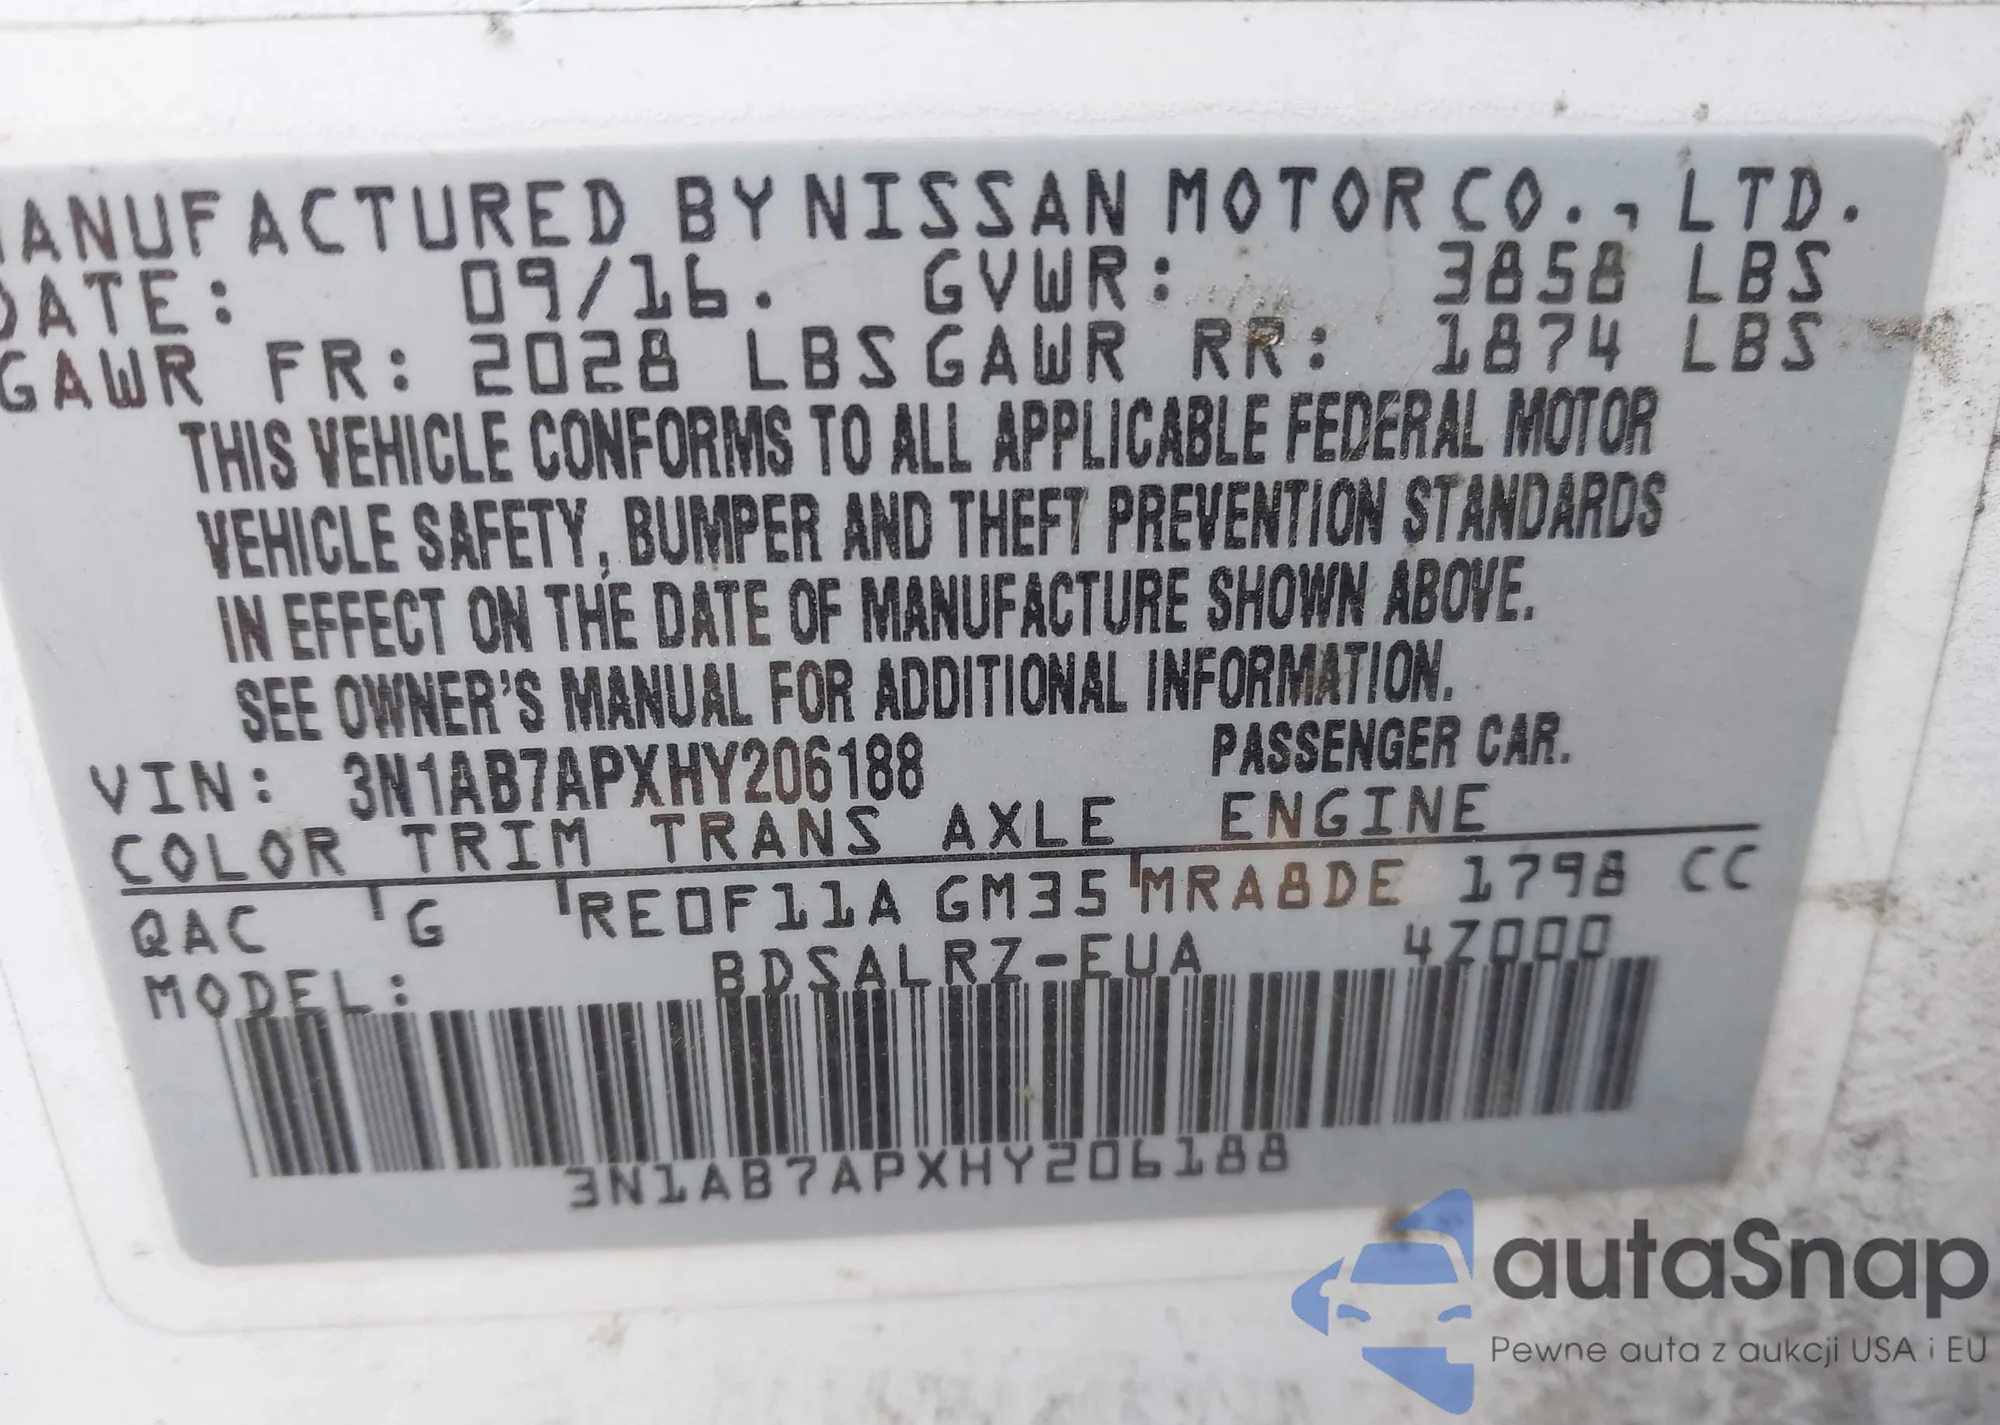 MANUFACTURED BY NISSAN MOTOR CO., LTD.
DATE: 09/16. GVWR: 3858 LBS
GAWR FR: 2028 LBS GAWR RR: 1874 LBS
THIS VEHICLE CONFORMS TO ALL APPLICABLE FEDERAL MOTOR
VEHICLE SAFETY, BUMPER AND THEFT PREVENTION STANDARDS
IN EFFECT ON THE DATE OF MANUFACTURE SHOWN ABOVE.
SEE OWNER'S MANUAL FOR ADDITIONAL INFORMATION.
VIN: 3N1AB7APXHY206188 PASSENGER CAR.
COLOR TRIM TRANS AXLE ENGINE
QAC G RE0F11A GM35 MRA8DE 1798 CC
MODEL: BDSALRZ-EUA 4Z000
3N1AB7APXHY206188
autaSnap
Pewne auta z aukcji USA i EU